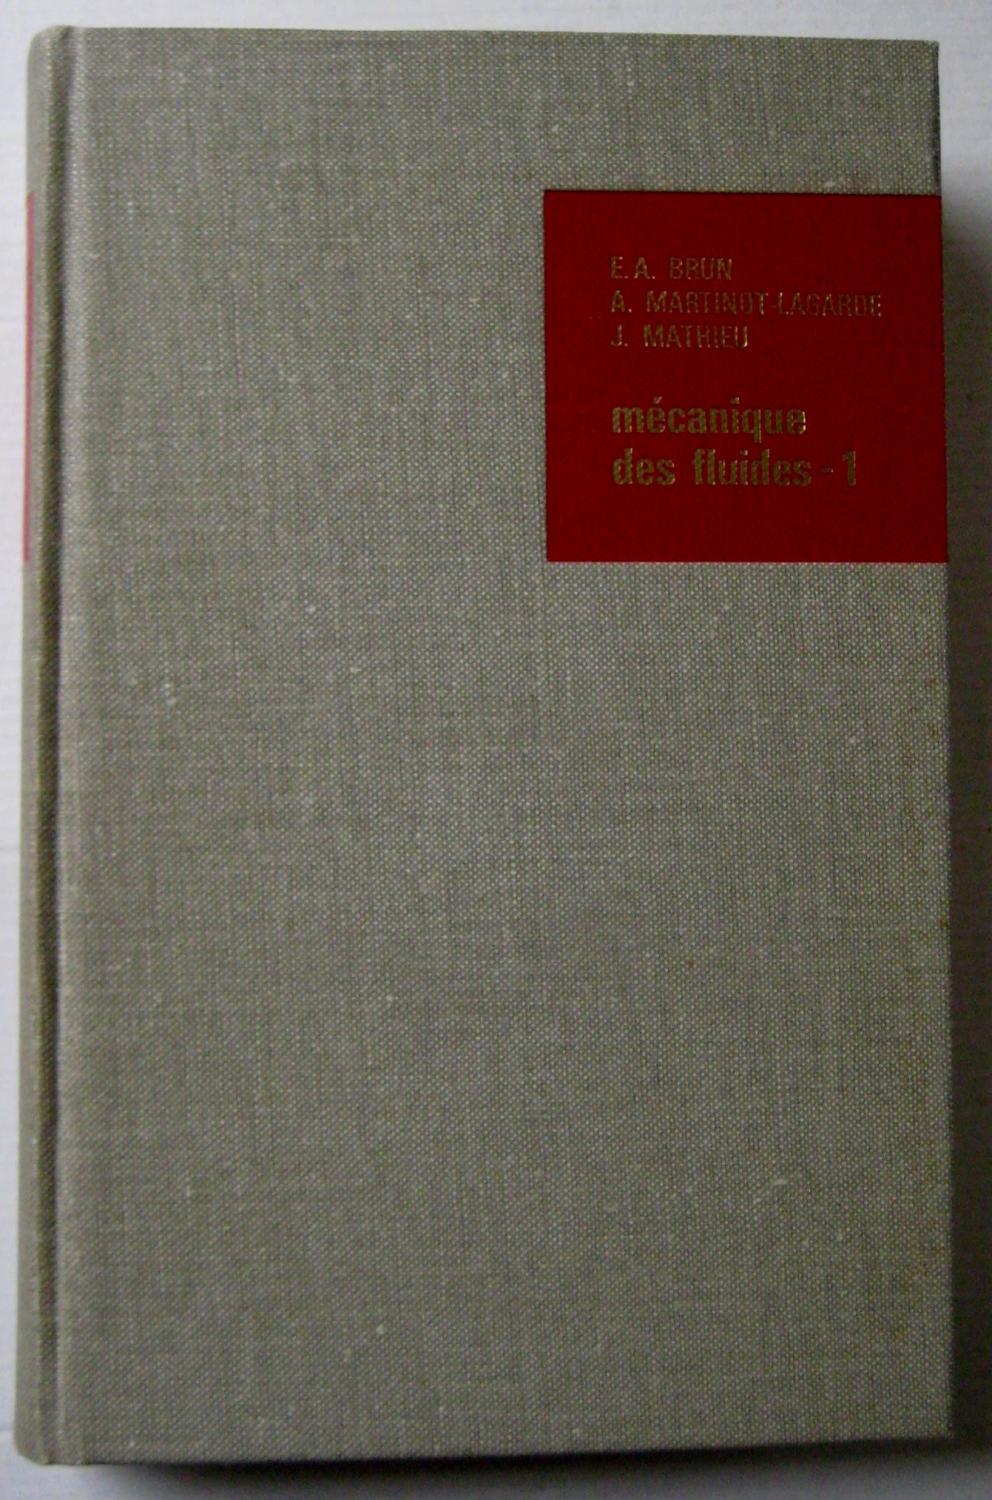 E.A. BRUN
A. MARTINOT-LAGARDE
J. MATHIEU
mécanique
des fluides - 1